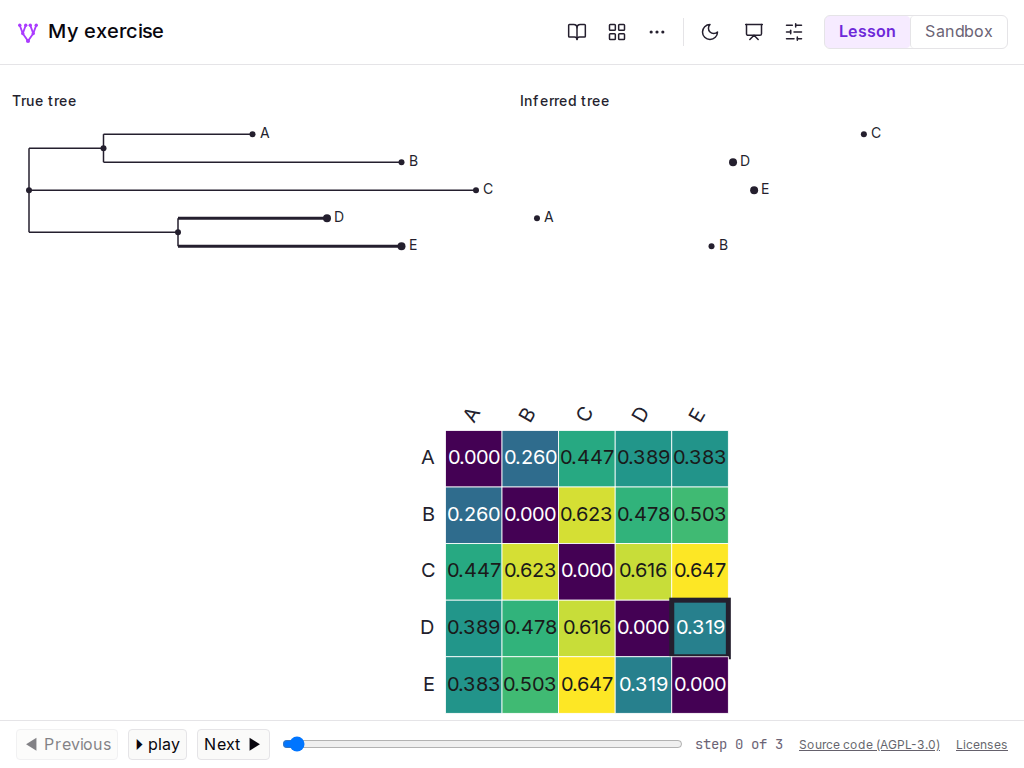 My exercise
Lesson Sandbox
True tree
Inferred tree
A
B
C
D
E
C
D
E
A
B
A B C D E
A 0.000 0.260 0.447 0.389 0.383
B 0.260 0.000 0.623 0.478 0.503
C 0.447 0.623 0.000 0.616 0.647
D 0.389 0.478 0.616 0.000 0.319
E 0.383 0.503 0.647 0.319 0.000
Previous play Next step 0 of 3 Source code (AGPL-3.0) Licenses